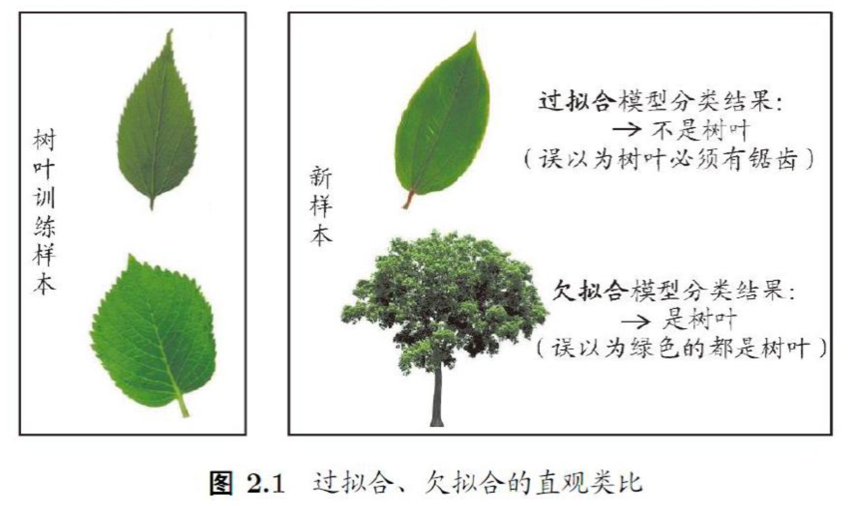 树叶训练样本
新样本
过拟合模型分类结果:
→ 不是树叶
(误以为树叶必须有锯齿)
欠拟合模型分类结果:
→ 是树叶
(误以为绿色的都是树叶)
图 2.1 过拟合、欠拟合的直观类比